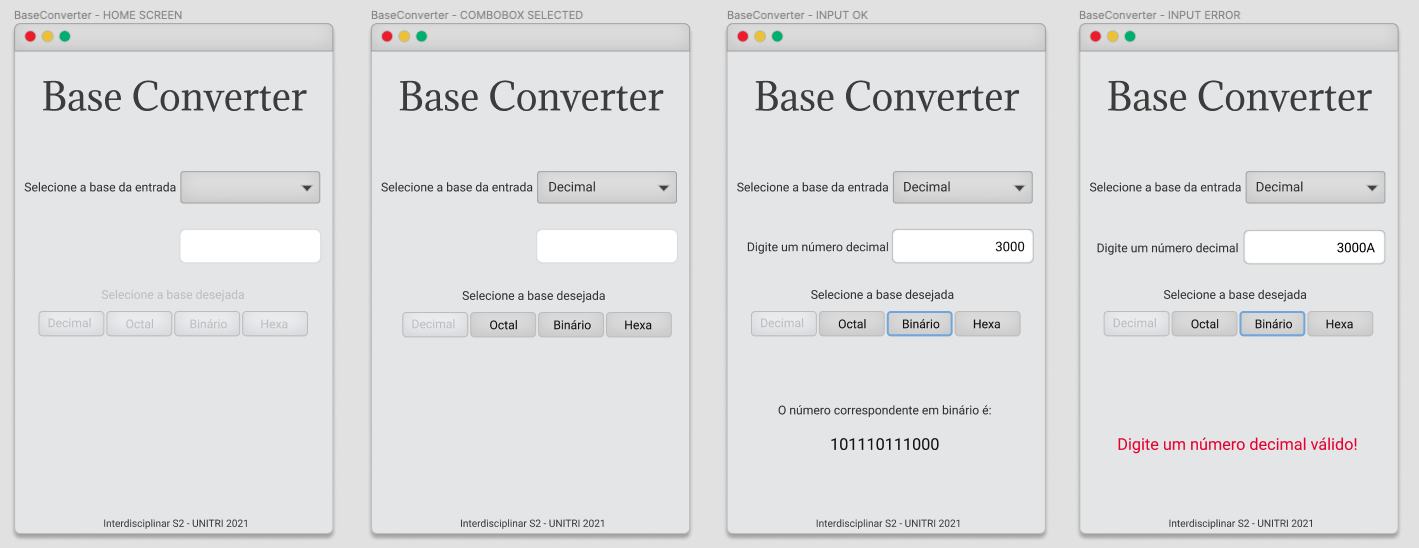 BaseConverter - HOME SCREEN
Base Converter
Selecione a base da entrada
Selecione a base desejada
Decimal Octal Binário Hexa
Interdisciplinar S2 - UNITRI 2021
BaseConverter - COMBOBOX SELECTED
Base Converter
Selecione a base da entrada Decimal
Selecione a base desejada
Decimal Octal Binário Hexa
Interdisciplinar S2 - UNITRI 2021
BaseConverter - INPUT OK
Base Converter
Selecione a base da entrada Decimal
Digite um número decimal 3000
Selecione a base desejada
Decimal Octal Binário Hexa
O número correspondente em binário é:
101110111000
Interdisciplinar S2 - UNITRI 2021
BaseConverter - INPUT ERROR
Base Converter
Selecione a base da entrada Decimal
Digite um número decimal 3000A
Selecione a base desejada
Decimal Octal Binário Hexa
Digite um número decimal válido!
Interdisciplinar S2 - UNITRI 2021